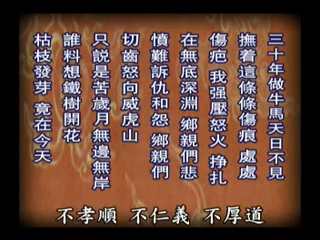 三十年做牛馬天日不見
撫着這條條傷痕 處處
傷疤 我强壓怒火 挣扎
在無底深淵 鄉親們悲
憤難訴仇和怨 鄉親們
切齒怒向威虎山
只説是苦歲月無邊無岸
誰料想鐵樹開花
枯枝發芽 竟在今天
不孝順 不仁義 不厚道